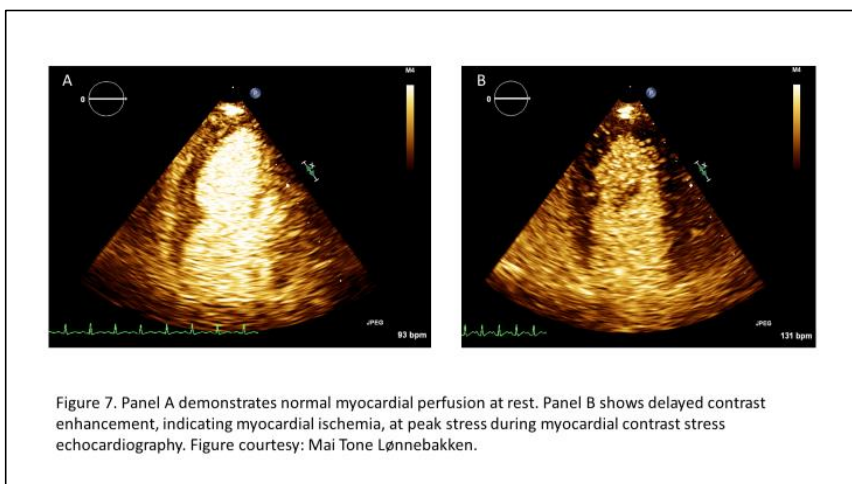 A
M4
0
JPEG
93 bpm
B
M4
0
JPEG
131 bpm
Figure 7. Panel A demonstrates normal myocardial perfusion at rest. Panel B shows delayed contrast
enhancement, indicating myocardial ischemia, at peak stress during myocardial contrast stress
echocardiography. Figure courtesy: Mai Tone Lønnebakken.